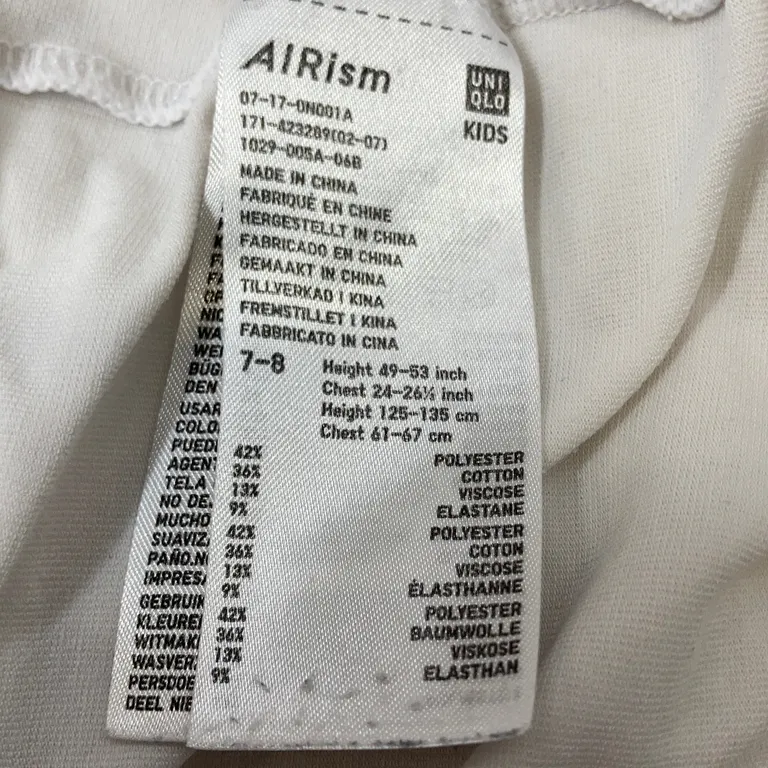 AIRism
UNI
QLO
KIDS
07-17-0N001A
171-423289(02-07)
1029-005A-06B
MADE IN CHINA
FABRIQUÉ EN CHINE
HERGESTELLT IN CHINA
FABRICADO EN CHINA
GEMAAKT IN CHINA
TILLVERKAD I KINA
FREMSTILLET I KINA
FABBRICATO IN CINA
7-8
Height 49-53 inch
Chest 24-26½ inch
Height 125-135 cm
Chest 61-67 cm
42% POLYESTER
36% COTTON
13% VISCOSE
9% ELASTANE
42% POLYESTER
36% COTON
13% VISCOSE
9% ÉLASTHANNE
42% POLYESTER
36% BAUMWOLLE
13% VISKOSE
9% ELASTHAN
WA
WEI
BÜG
DEN
USAR
COLO
PUEDI
AGENT
TELA
NO DE
MUCHO
SUAVIZ
PAÑO.N
IMPRES
GEBRUIK
KLEURE
WITMAK
WASVER
PERSDOE
DEEL NIE